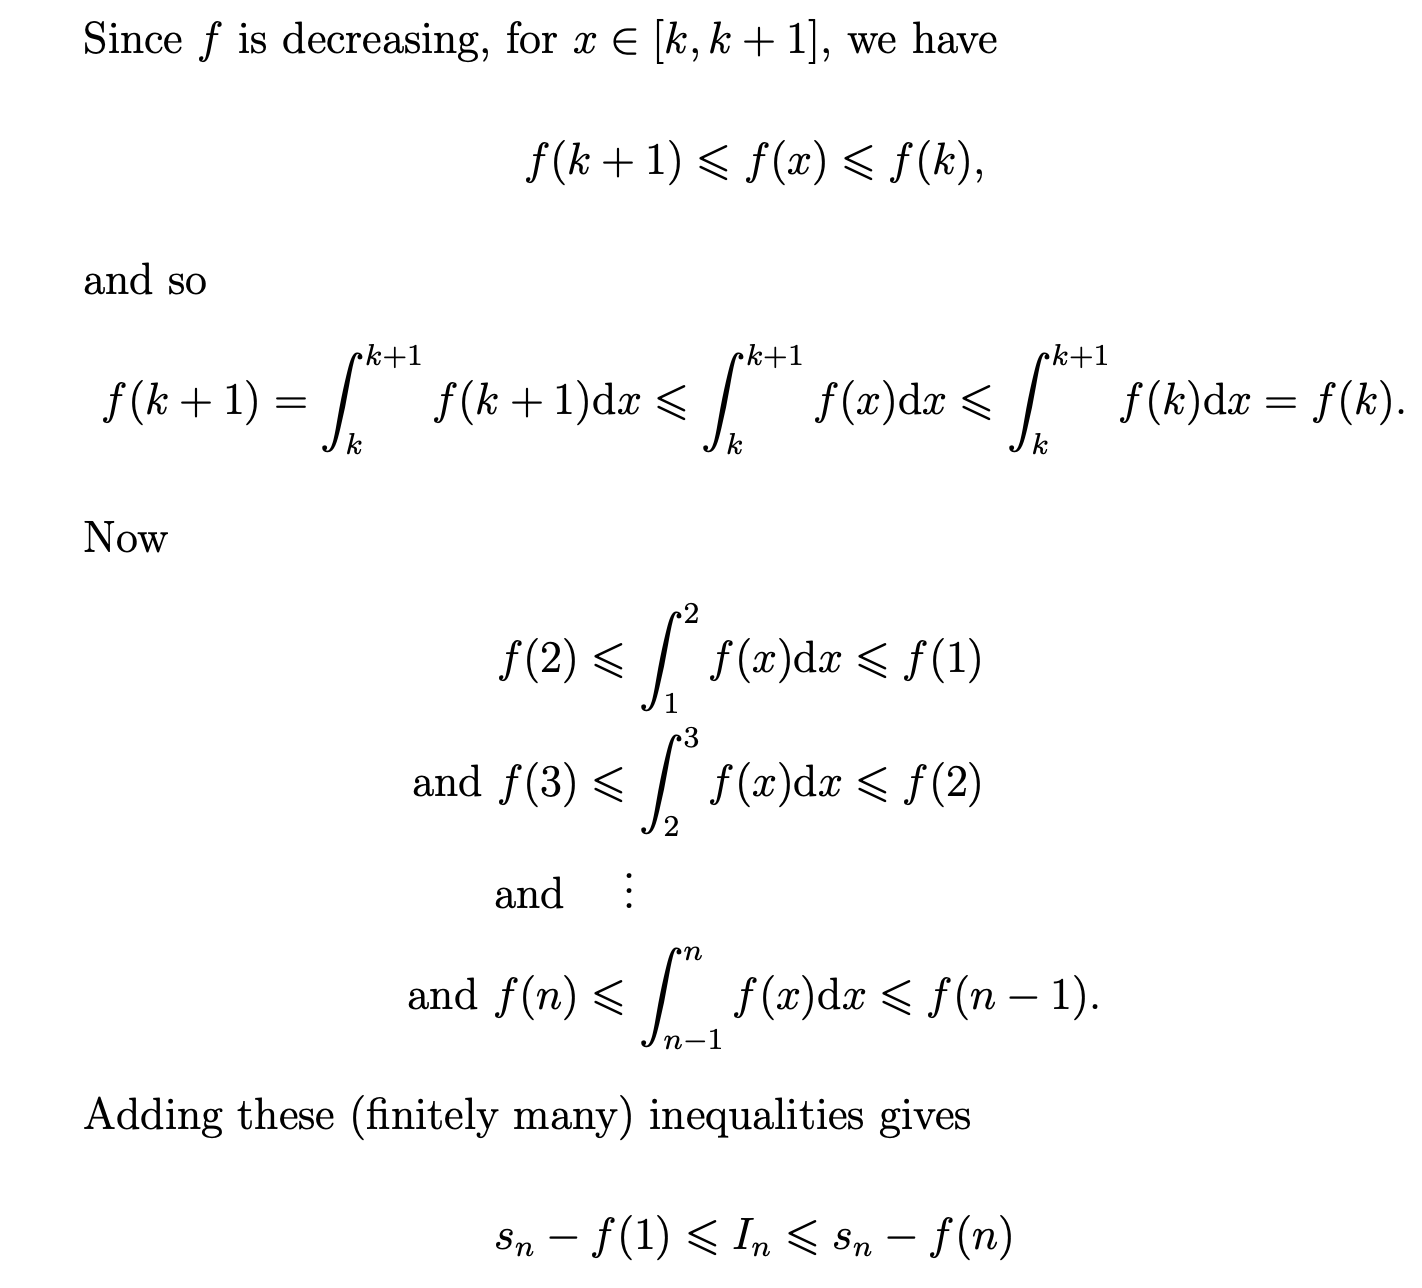 Since f is decreasing, for x ∈ [k, k + 1], we have
f(k + 1) ⩽ f(x) ⩽ f(k),
and so
f(k + 1) = ∫_k^{k+1} f(k + 1)dx ⩽ ∫_k^{k+1} f(x)dx ⩽ ∫_k^{k+1} f(k)dx = f(k).
Now
f(2) ⩽ ∫_1^2 f(x)dx ⩽ f(1)
and f(3) ⩽ ∫_2^3 f(x)dx ⩽ f(2)
and ⋮
and f(n) ⩽ ∫_{n−1}^n f(x)dx ⩽ f(n − 1).
Adding these (finitely many) inequalities gives
s_n − f(1) ⩽ I_n ⩽ s_n − f(n)